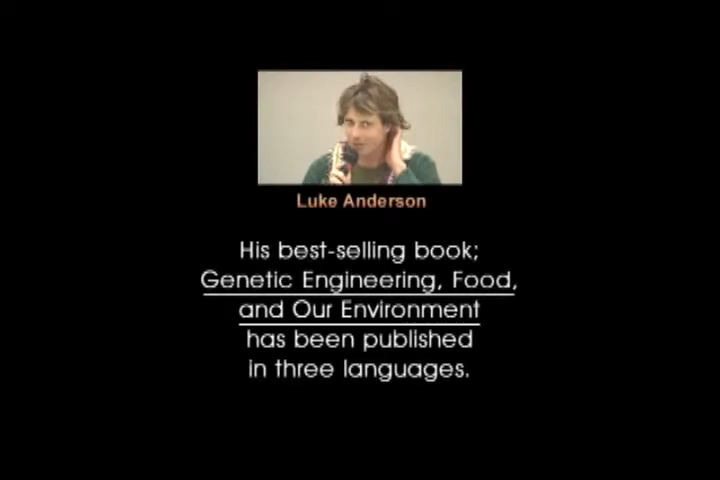 Luke Anderson
His best-selling book;
Genetic Engineering, Food,
and Our Environment
has been published
in three languages.